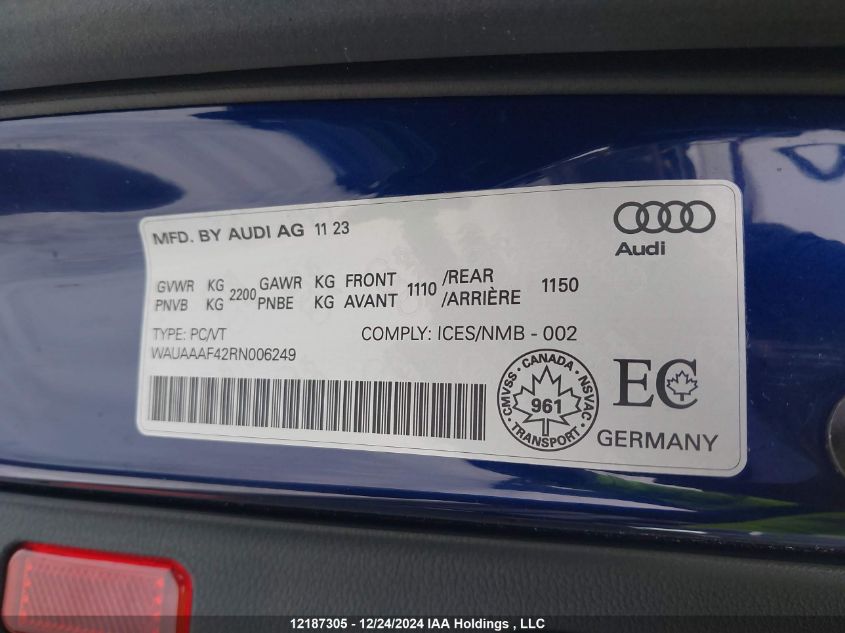 MFD. BY AUDI AG 11 23
Audi
GVWR KG 2200 GAWR KG FRONT 1110 /REAR 1150
PNVB KG PNBE KG AVANT /ARRIÈRE
TYPE: PC/VT COMPLY: ICES/NMB - 002
WAUAAAF42RN006249
CMVSS · CANADA · NSVAC · TRANSPORT ·
961
EC
GERMANY
12187305 - 12/24/2024 IAA Holdings , LLC